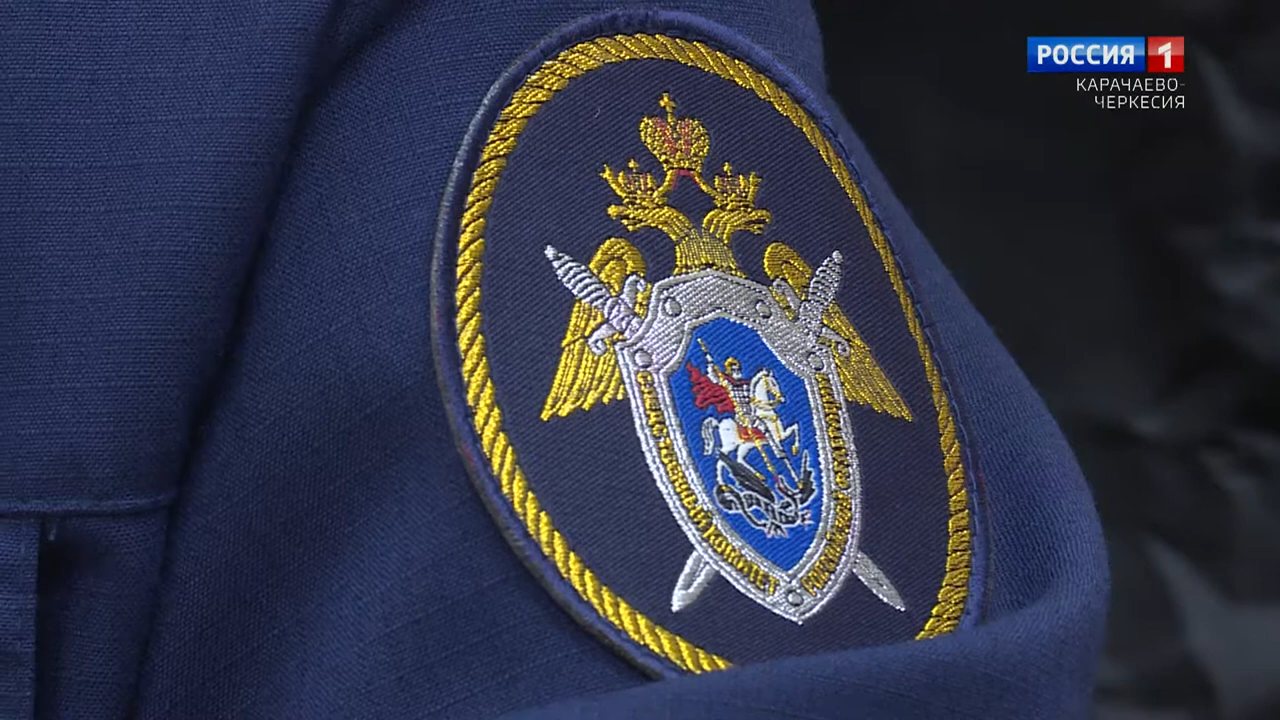 РОССИЯ 1
КАРАЧАЕВО-
ЧЕРКЕСИЯ
СЛЕДСТВЕННЫЙ КОМИТЕТ
РОССИЙСКОЙ ФЕДЕРАЦИИ